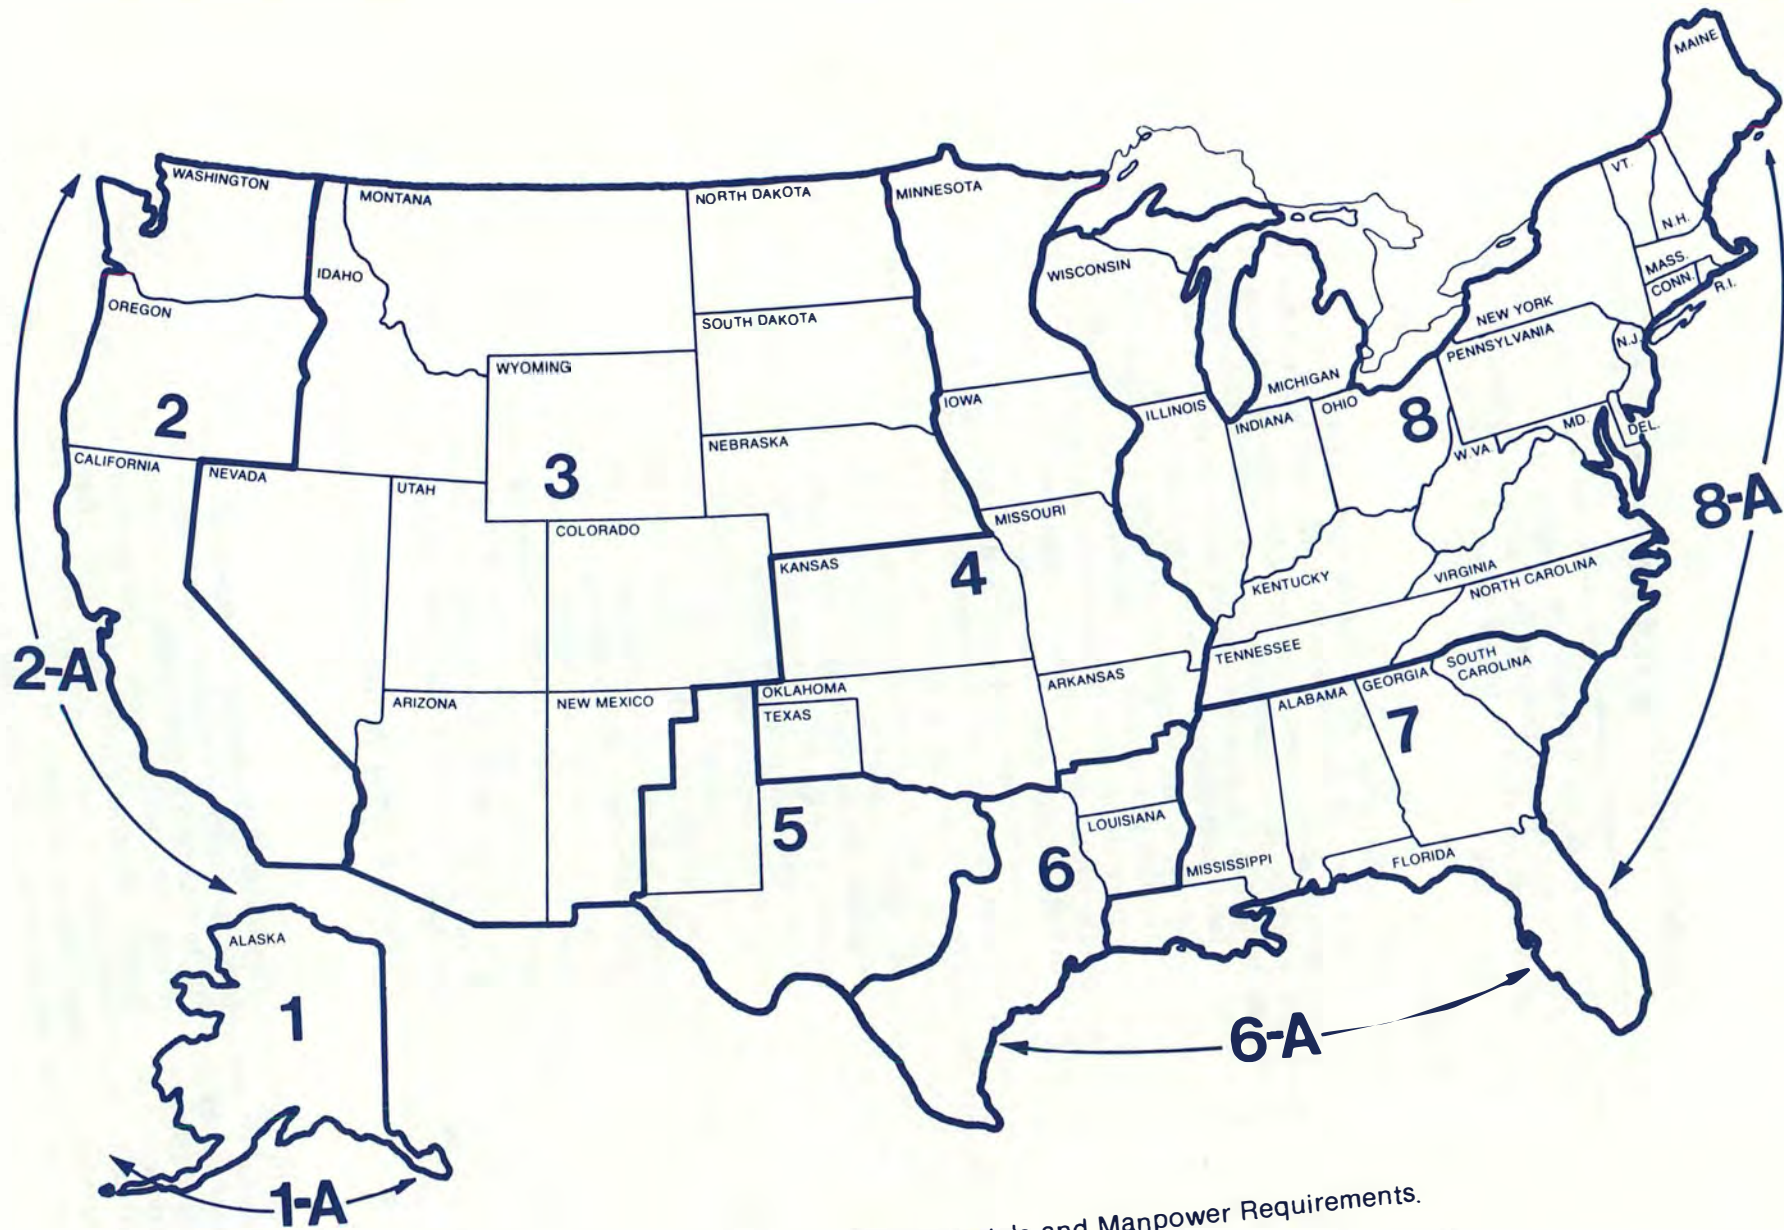 MAINE
WASHINGTON
MONTANA
NORTH DAKOTA
MINNESOTA
VT.
N.H.
IDAHO
WISCONSIN
MASS.
CONN.
R.I.
OREGON
SOUTH DAKOTA
NEW YORK
PENNSYLVANIA
N.J.
WYOMING
MICHIGAN
IOWA
ILLINOIS
INDIANA
OHIO
8
MD.
DEL.
2
NEBRASKA
W.VA.
CALIFORNIA
NEVADA
UTAH
3
8-A
COLORADO
MISSOURI
KANSAS
4
KENTUCKY
VIRGINIA
NORTH CAROLINA
2-A
TENNESSEE
SOUTH
CAROLINA
ARIZONA
NEW MEXICO
OKLAHOMA
ARKANSAS
GEORGIA
ALABAMA
TEXAS
7
5
LOUISIANA
6
MISSISSIPPI
FLORIDA
ALASKA
1
6-A
1-A
and Manpower Requirements.